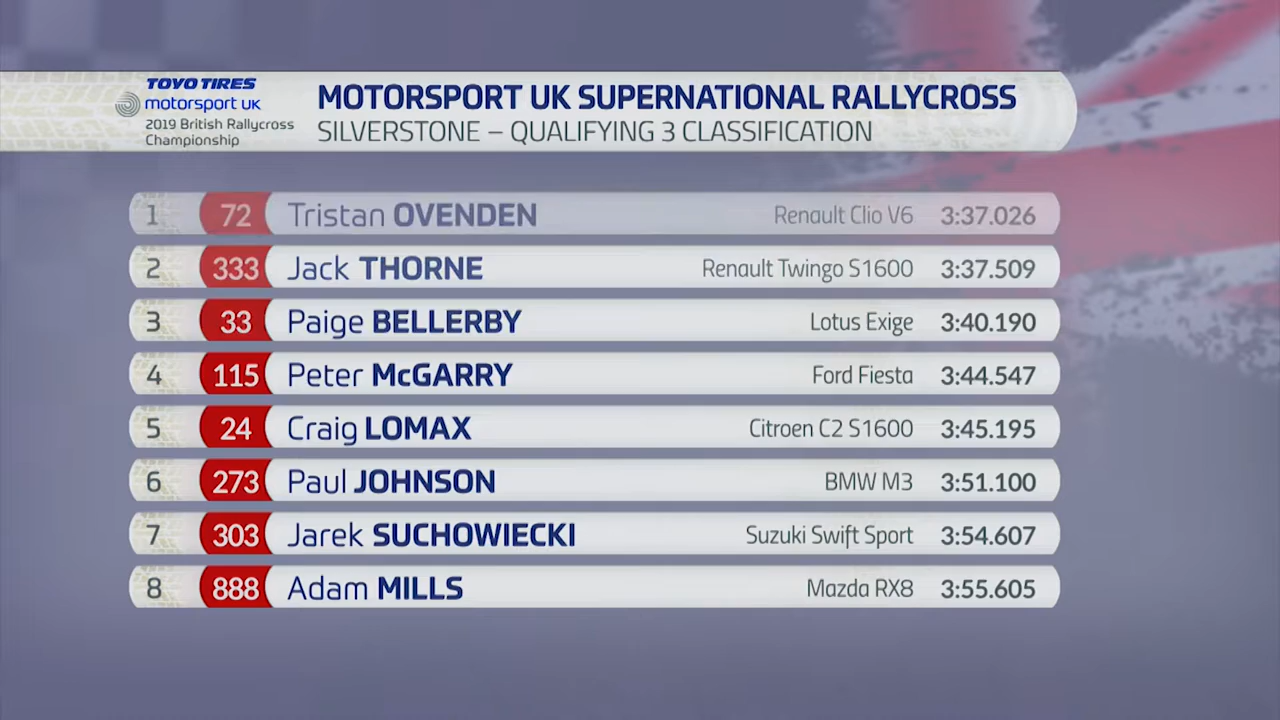 TOYO TIRES
motorsport uk
2019 British Rallycross
Championship
MOTORSPORT UK SUPERNATIONAL RALLYCROSS
SILVERSTONE – QUALIFYING 3 CLASSIFICATION
1 72 Tristan OVENDEN Renault Clio V6 3:37.026
2 333 Jack THORNE Renault Twingo S1600 3:37.509
3 33 Paige BELLERBY Lotus Exige 3:40.190
4 115 Peter McGARRY Ford Fiesta 3:44.547
5 24 Craig LOMAX Citroen C2 S1600 3:45.195
6 273 Paul JOHNSON BMW M3 3:51.100
7 303 Jarek SUCHOWIECKI Suzuki Swift Sport 3:54.607
8 888 Adam MILLS Mazda RX8 3:55.605